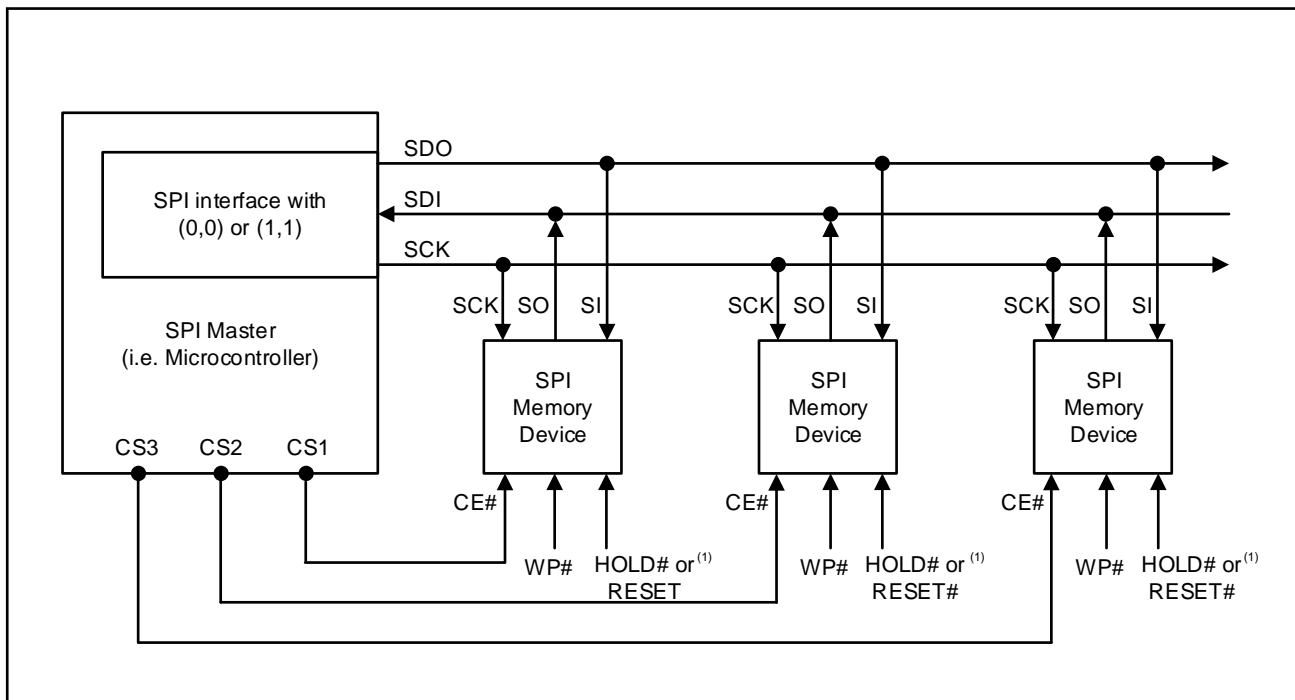 SDO
SPI interface with
(0,0) or (1,1)
SDI
SCK
SPI Master
(i.e. Microcontroller)
CS3
CS2
CS1
SCK
SO
SI
SPI
Memory
Device
CE#
WP#
HOLD# or (1)
RESET
SCK
SO
SI
SPI
Memory
Device
CE#
WP#
HOLD# or (1)
RESET#
SCK
SO
SI
SPI
Memory
Device
CE#
WP#
HOLD# or (1)
RESET#